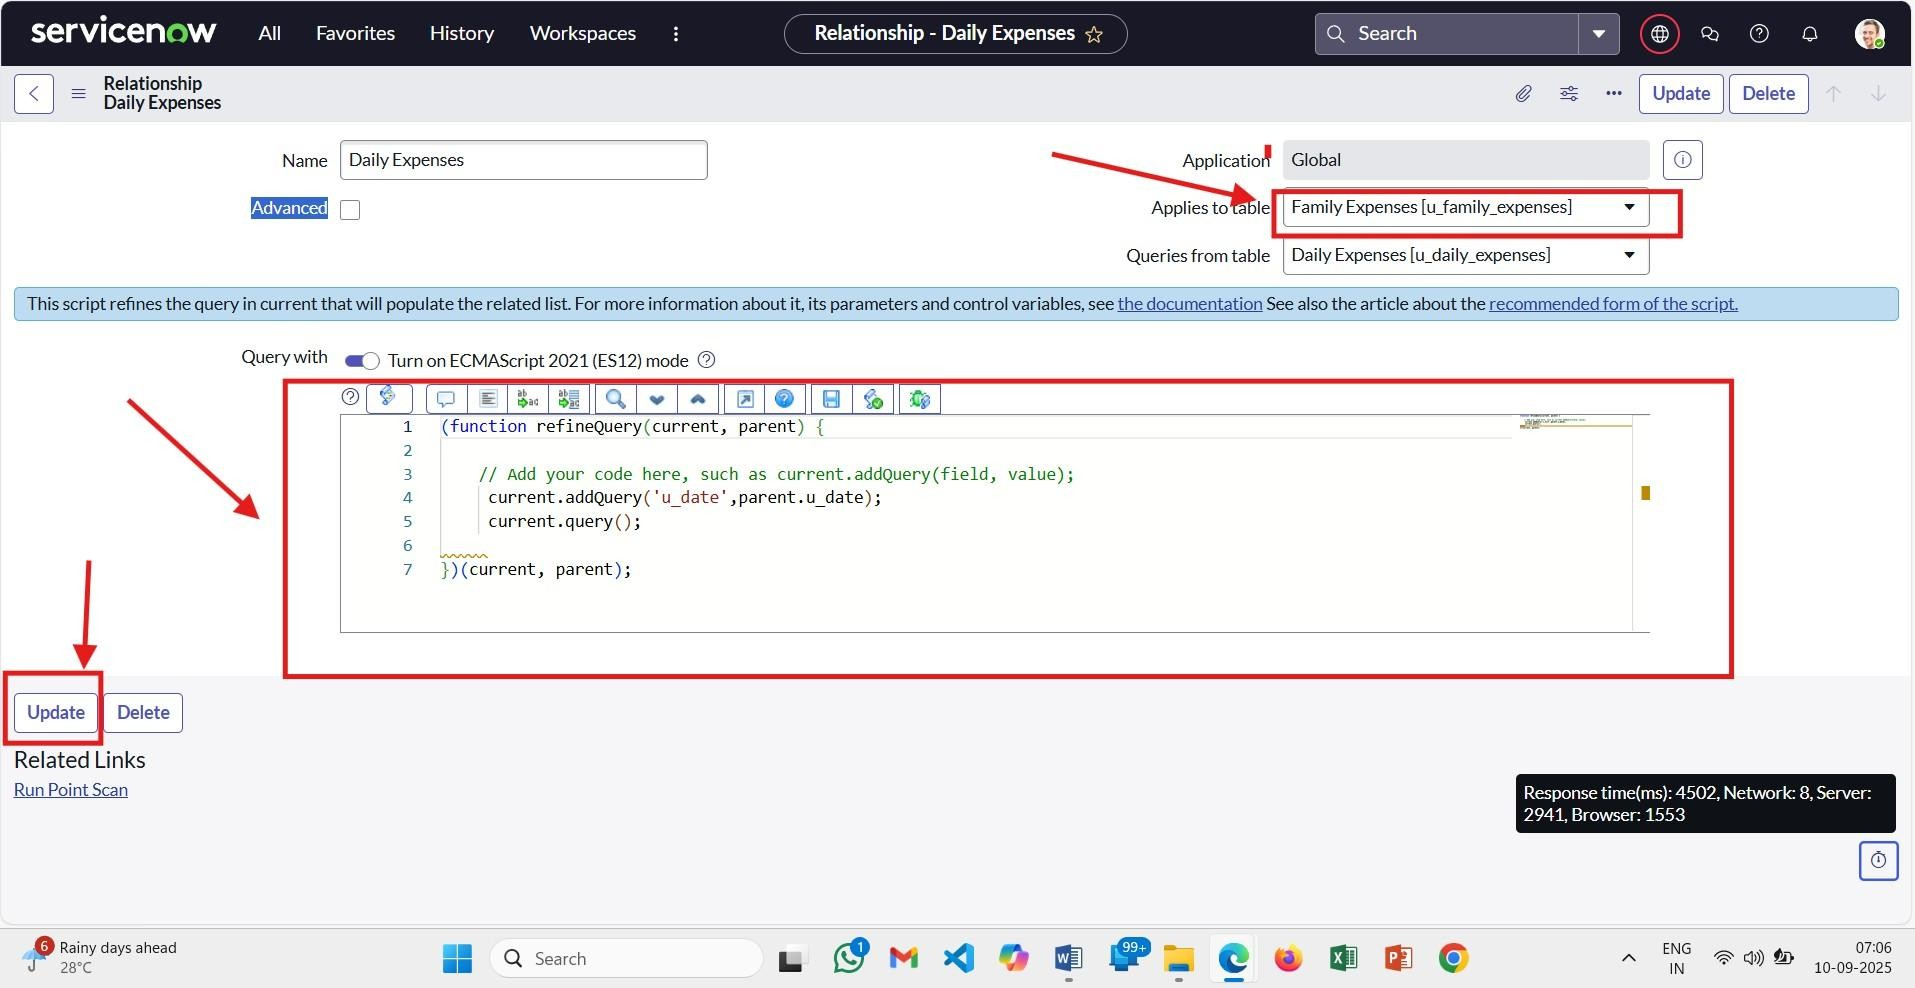 servicenow All Favorites History Workspaces Relationship - Daily Expenses Search
Relationship
Daily Expenses
Update Delete
Name Daily Expenses
Application Global
Advanced
Applies to table Family Expenses [u_family_expenses]
Queries from table Daily Expenses [u_daily_expenses]
This script refines the query in current that will populate the related list. For more information about it, its parameters and control variables, see the documentation See also the article about the recommended form of the script.
Query with Turn on ECMAScript 2021 (ES12) mode
1 (function refineQuery(current, parent) {
2
3 // Add your code here, such as current.addQuery(field, value);
4 current.addQuery('u_date',parent.u_date);
5 current.query();
6
7 })(current, parent);
Update Delete
Related Links
Run Point Scan
Response time(ms): 4502, Network: 8, Server:
2941, Browser: 1553
6 Rainy days ahead
28°C
Search
1
99+
ENG
IN
07:06
10-09-2025